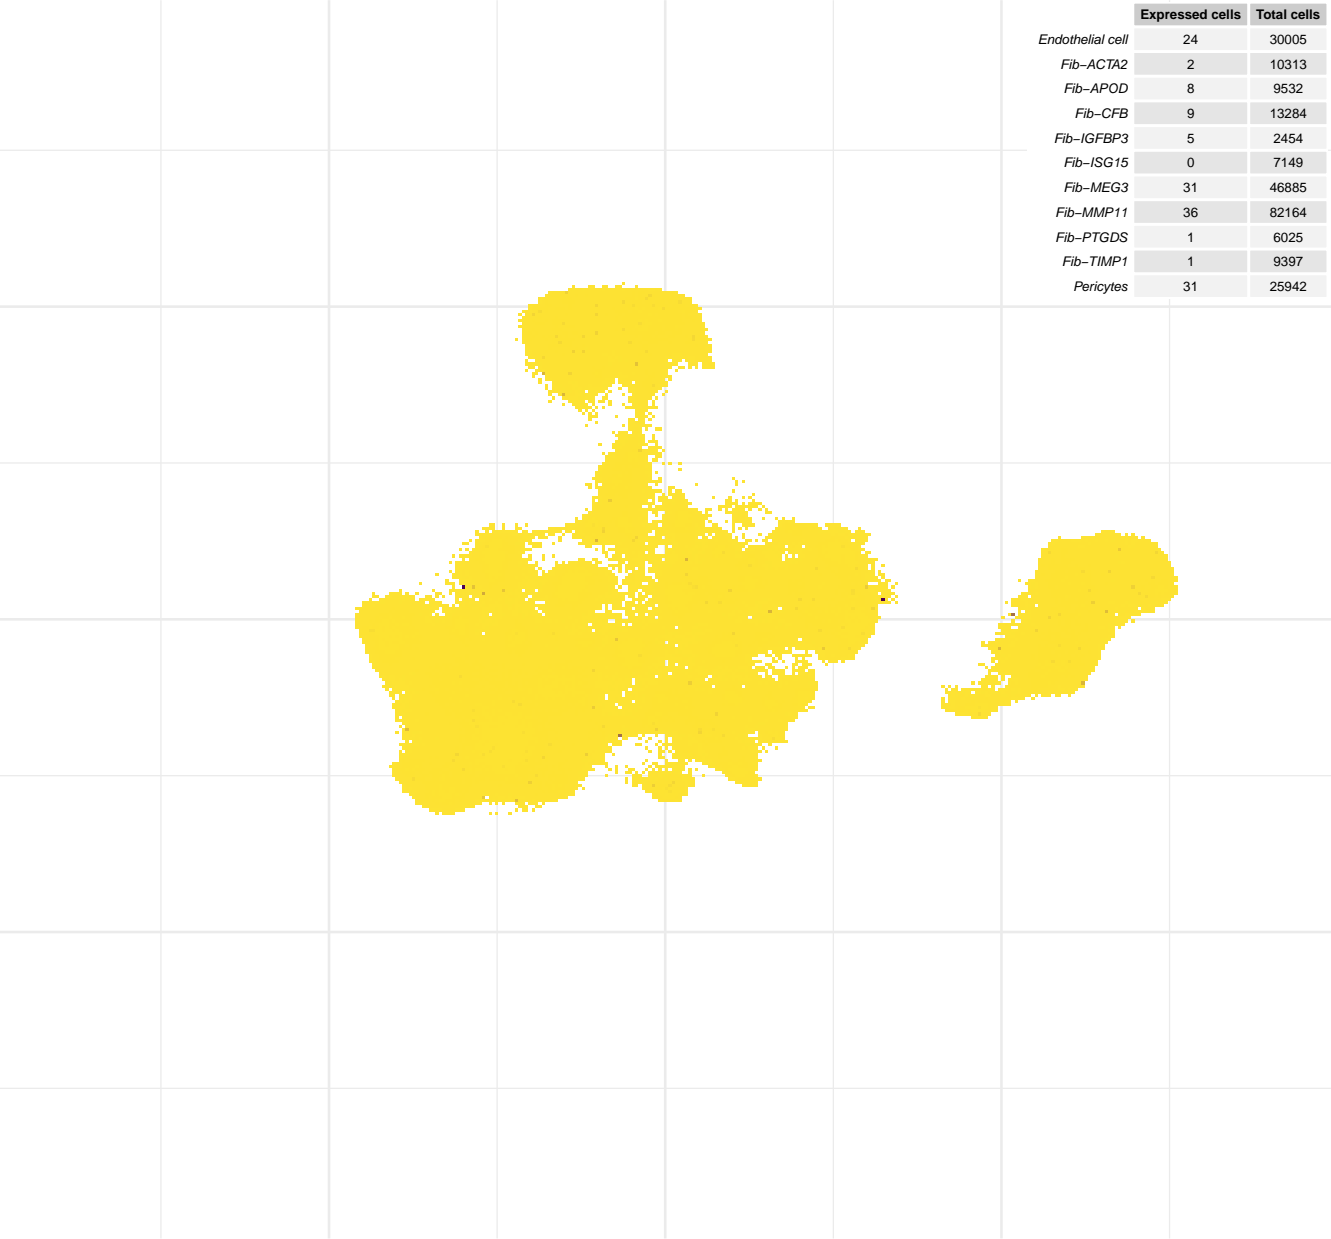 Expressed cells Total cells
Endothelial cell 24 30005
Fib−ACTA2 2 10313
Fib−APOD 8 9532
Fib−CFB 9 13284
Fib−IGFBP3 5 2454
Fib−ISG15 0 7149
Fib−MEG3 31 46885
Fib−MMP11 36 82164
Fib−PTGDS 1 6025
Fib−TIMP1 1 9397
Pericytes 31 25942